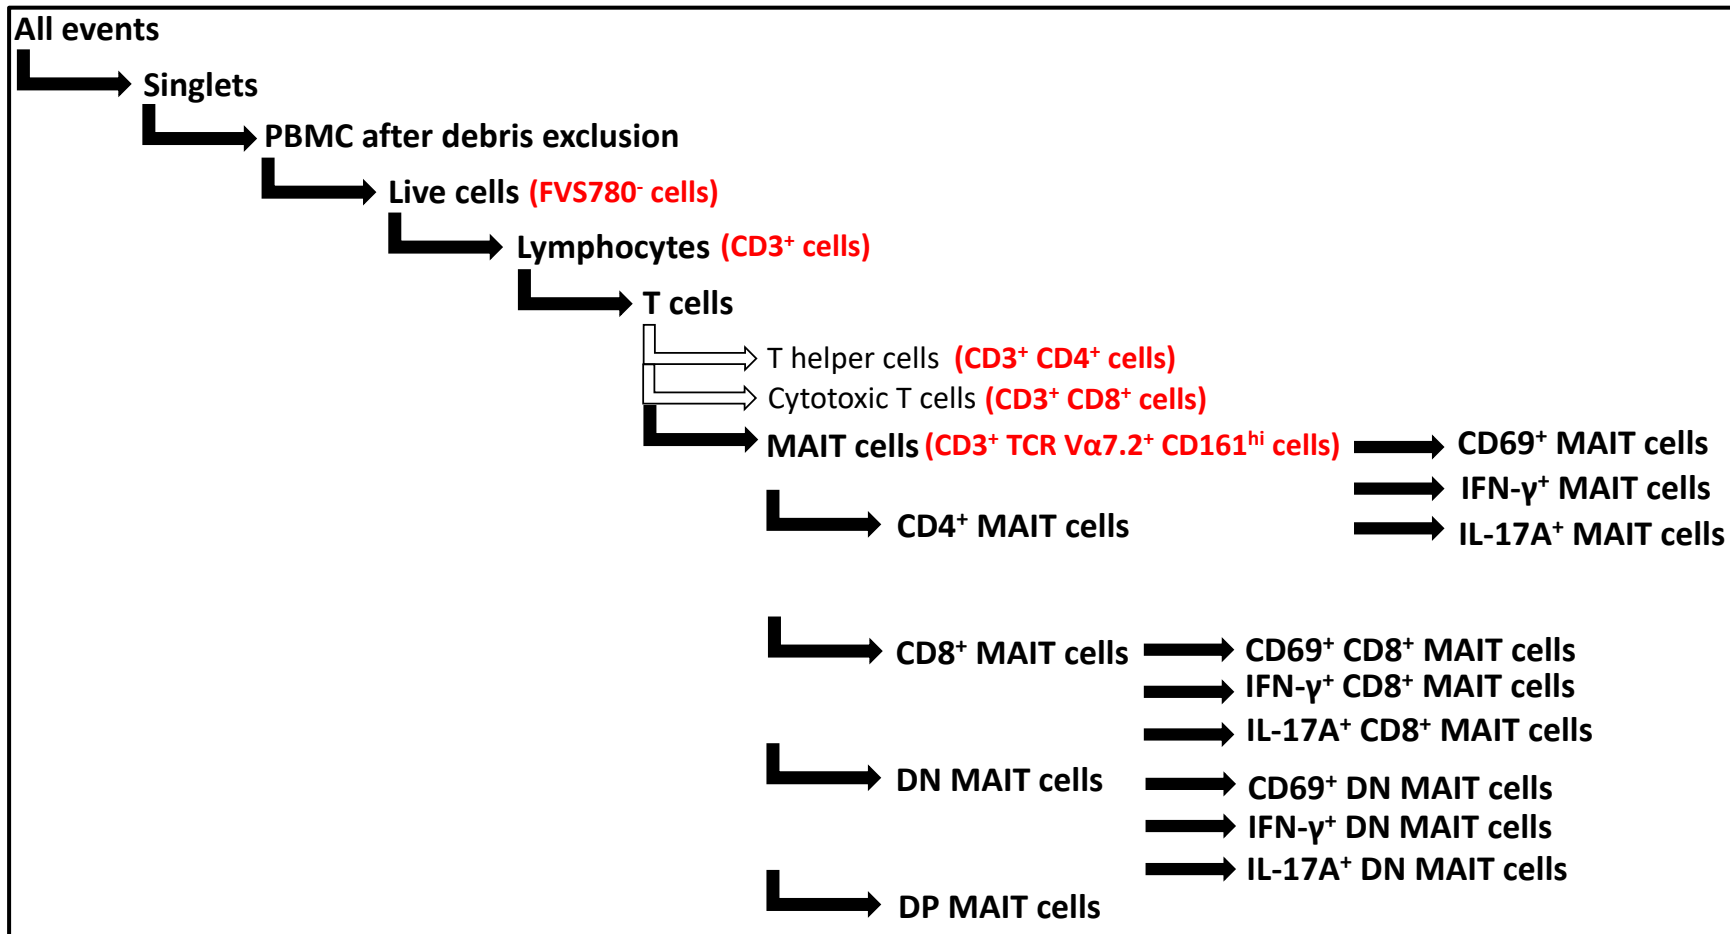 All events
Singlets
PBMC after debris exclusion
Live cells (FVS780⁻ cells)
Lymphocytes (CD3⁺ cells)
T cells
T helper cells (CD3⁺ CD4⁺ cells)
Cytotoxic T cells (CD3⁺ CD8⁺ cells)
MAIT cells (CD3⁺ TCR Vα7.2⁺ CD161ʰⁱ cells)
CD69⁺ MAIT cells
IFN-γ⁺ MAIT cells
IL-17A⁺ MAIT cells
CD4⁺ MAIT cells
CD8⁺ MAIT cells
CD69⁺ CD8⁺ MAIT cells
IFN-γ⁺ CD8⁺ MAIT cells
IL-17A⁺ CD8⁺ MAIT cells
DN MAIT cells
CD69⁺ DN MAIT cells
IFN-γ⁺ DN MAIT cells
IL-17A⁺ DN MAIT cells
DP MAIT cells